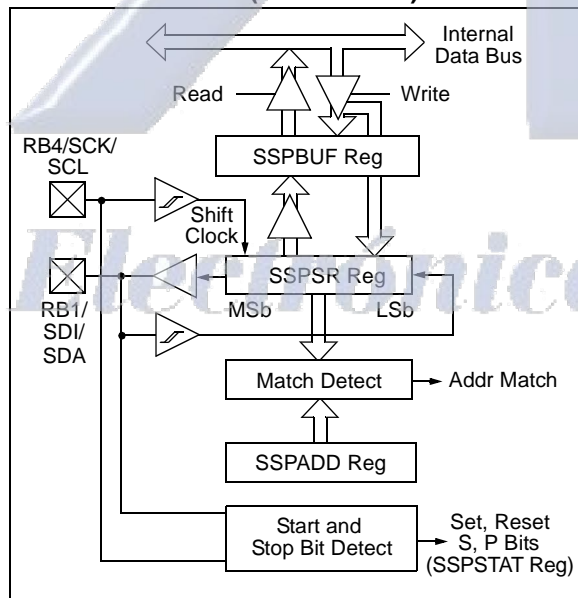 Internal
Data Bus
Read
Write
RB4/SCK/
SCL
SSPBUF Reg
Shift
Clock
SSPSR Reg
MSb
LSb
RB1/
SDI/
SDA
Match Detect
Addr Match
SSPADD Reg
Start and
Stop Bit Detect
Set, Reset
S, P Bits
(SSPSTAT Reg)
Electrónica